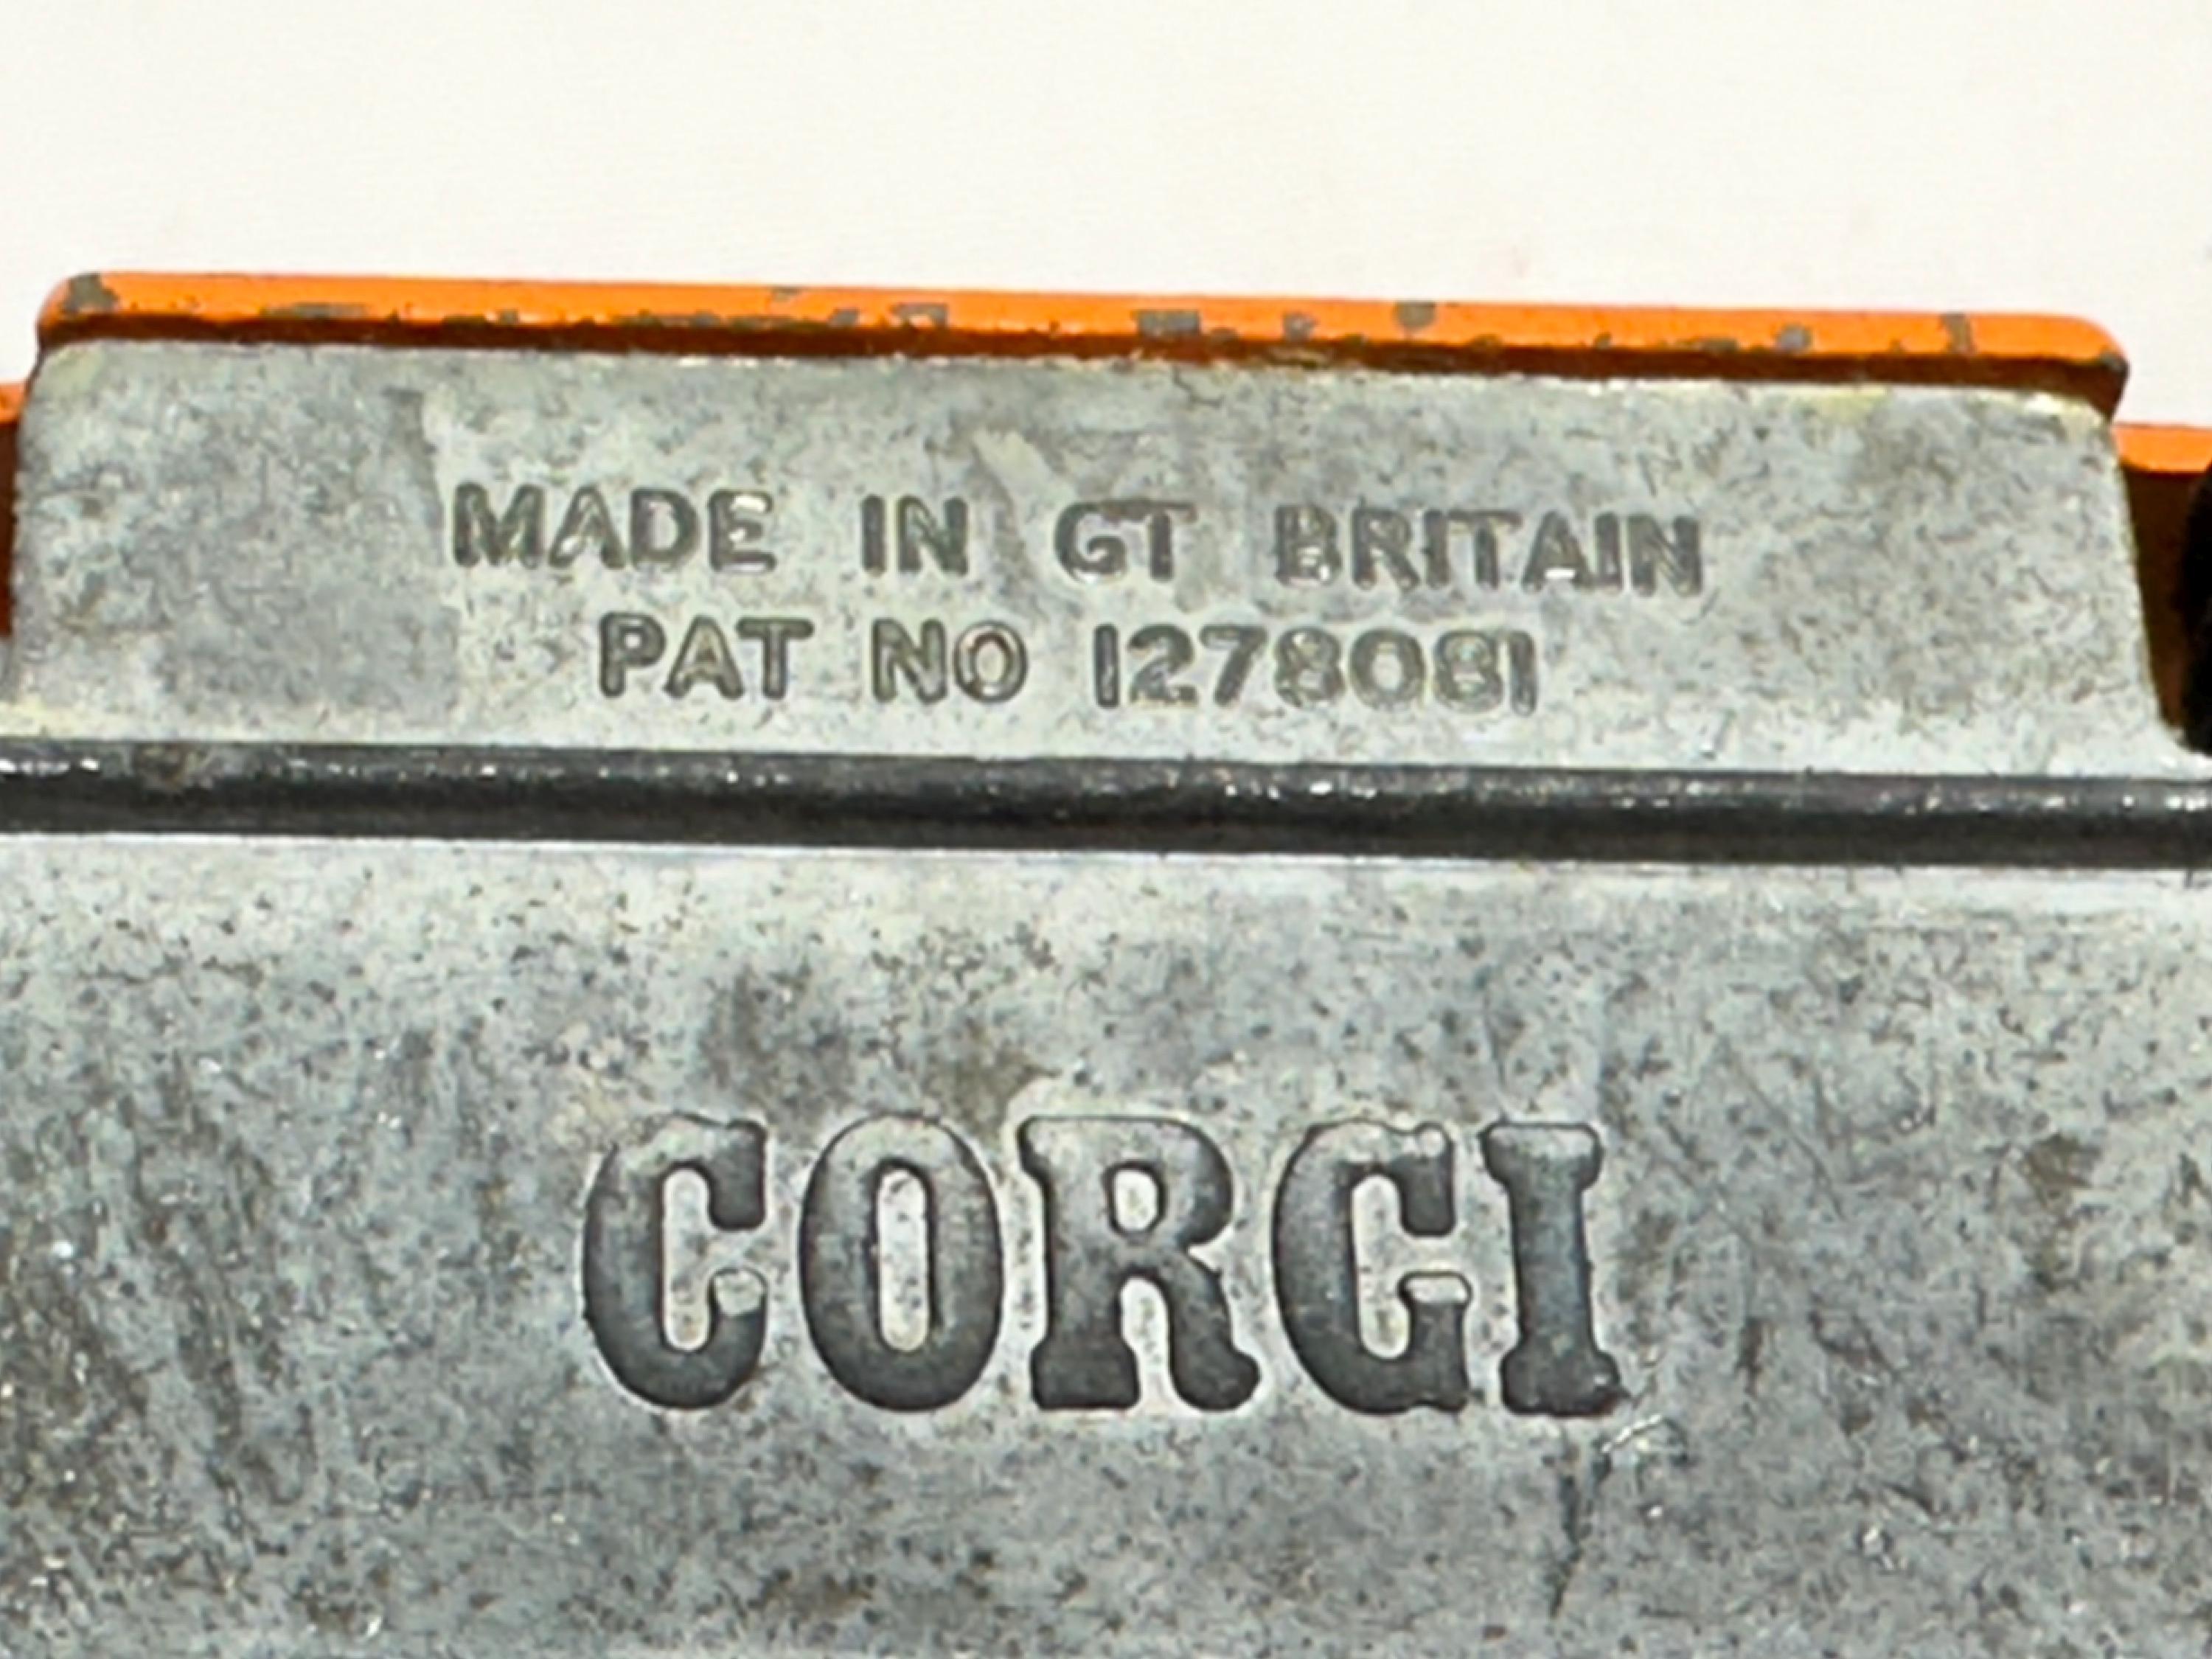 MADE IN GT BRITAIN
PAT NO 1278081
CORGI